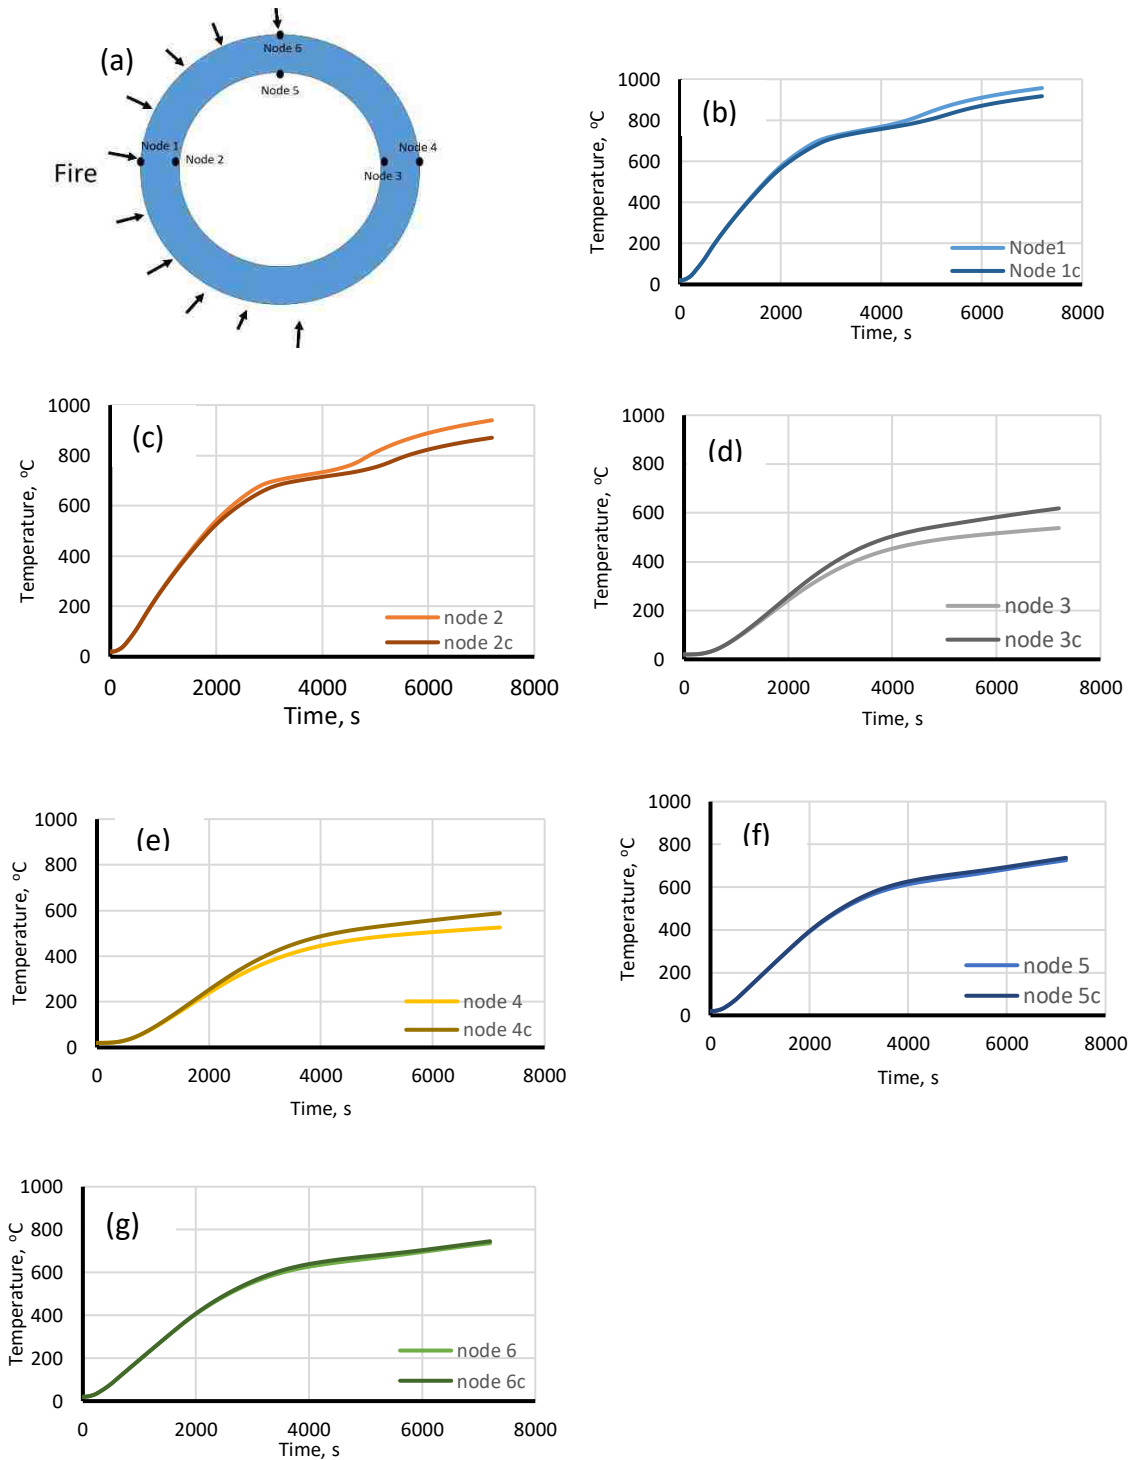 (a)
Node 6
Node 5
Node 1
Node 2
Node 4
Node 3
Fire
(b)
Temperature, ºC
1000
800
600
400
200
0
0 2000 4000 6000 8000
Time, s
Node1
Node 1c
(c)
Temperature, ºC
1000
800
600
400
200
0
0 2000 4000 6000 8000
Time, s
node 2
node 2c
(d)
Temperature, ºC
1000
800
600
400
200
0
0 2000 4000 6000 8000
Time, s
node 3
node 3c
(e)
Temperature, ºC
1000
800
600
400
200
0
0 2000 4000 6000 8000
Time, s
node 4
node 4c
(f)
Temperature, ºC
1000
800
600
400
200
0
0 2000 4000 6000 8000
Time, s
node 5
node 5c
(g)
Temperature, ºC
1000
800
600
400
200
0
0 2000 4000 6000 8000
Time, s
node 6
node 6c